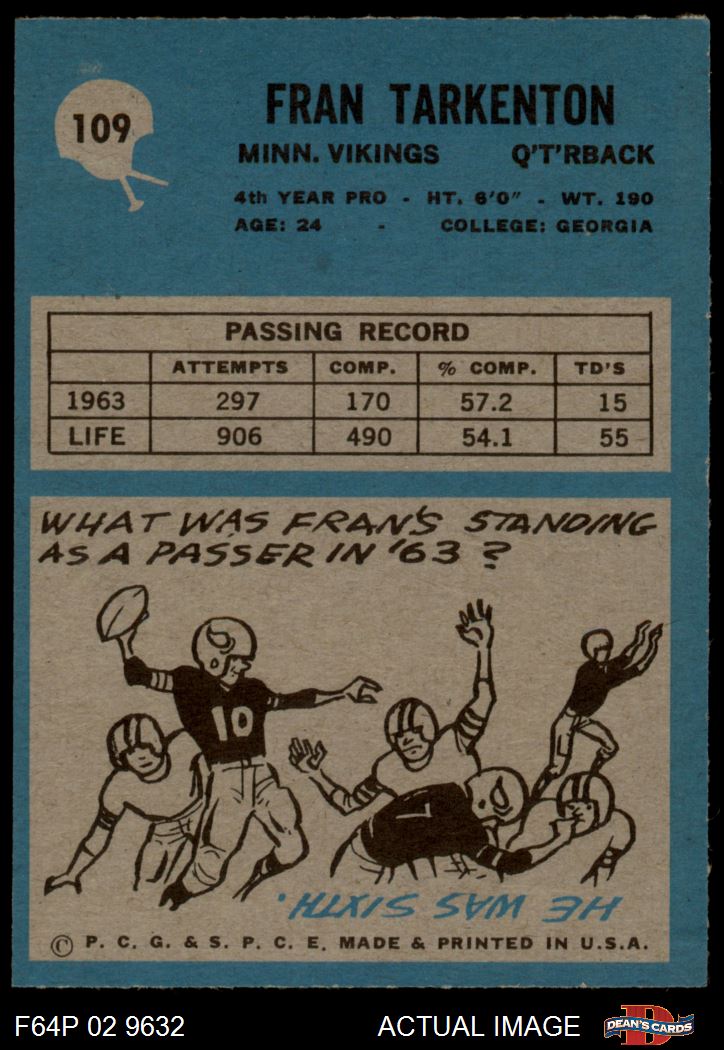 109
FRAN TARKENTON
MINN. VIKINGS Q'T'RBACK
4th YEAR PRO - HT. 6'0" - WT. 190
AGE: 24 - COLLEGE: GEORGIA
PASSING RECORD
ATTEMPTS COMP. % COMP. TD'S
1963 297 170 57.2 15
LIFE 906 490 54.1 55
WHAT WAS FRAN'S STANDING
AS A PASSER IN '63?
10
HE WAS SIXTH.
© P. C. G. & S. P. C. E. MADE & PRINTED IN U.S.A.
F64P 02 9632 ACTUAL IMAGE D DEAN'S CARDS